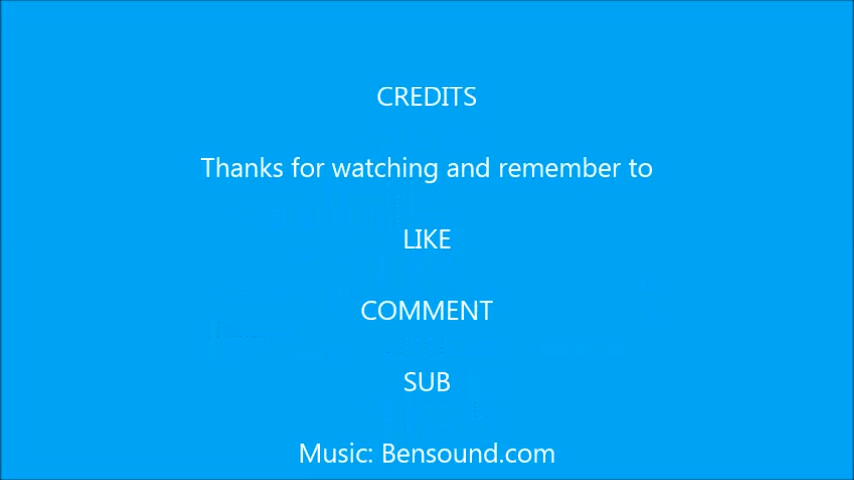 CREDITS
Thanks for watching and remember to
LIKE
COMMENT
SUB
Music: Bensound.com